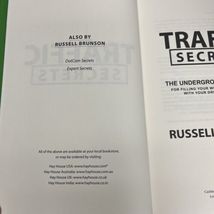 ALSO BY
RUSSELL BRUNSON
DotCom Secrets
Expert Secrets
All of the above are available at your local bookstore,
or may be ordered by visiting:
Hay House USA: www.hayhouse.com®
Hay House Australia: www.hayhouse.com.au
Hay House UK: www.hayhouse.co.uk
Hay House India: www.hayhouse.co.in
TRAF
SECR
THE UNDERGROUN
FOR FILLING YOUR W
WITH YOUR DR
RUSSELL